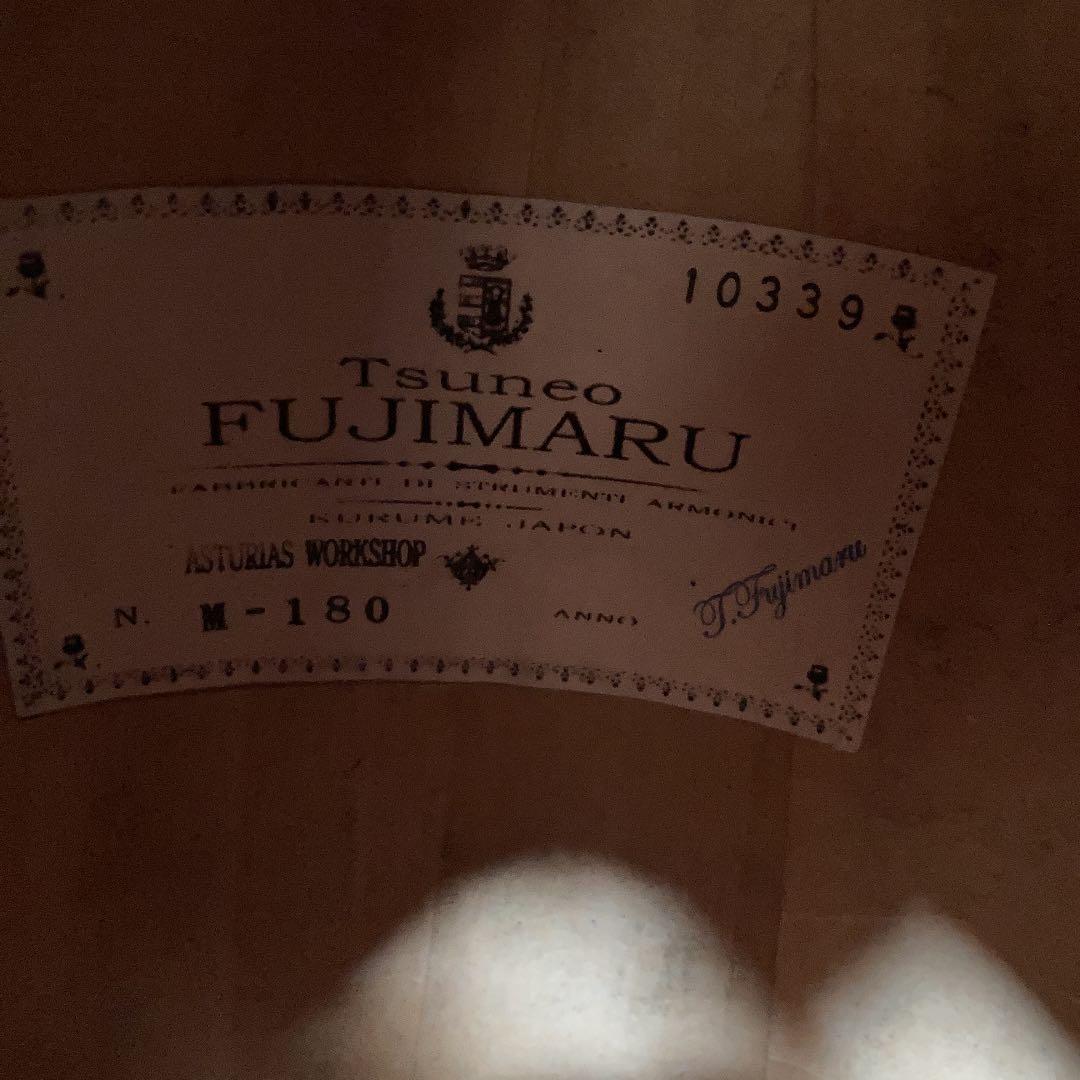 10339
Tsuneo
FUJIMARU
FABBRICANTI DI STRUMENTI ARMONICI
KURUME JAPON
ASTURIAS WORKSHOP
N. M-180 ANNO
T. Fujimaru